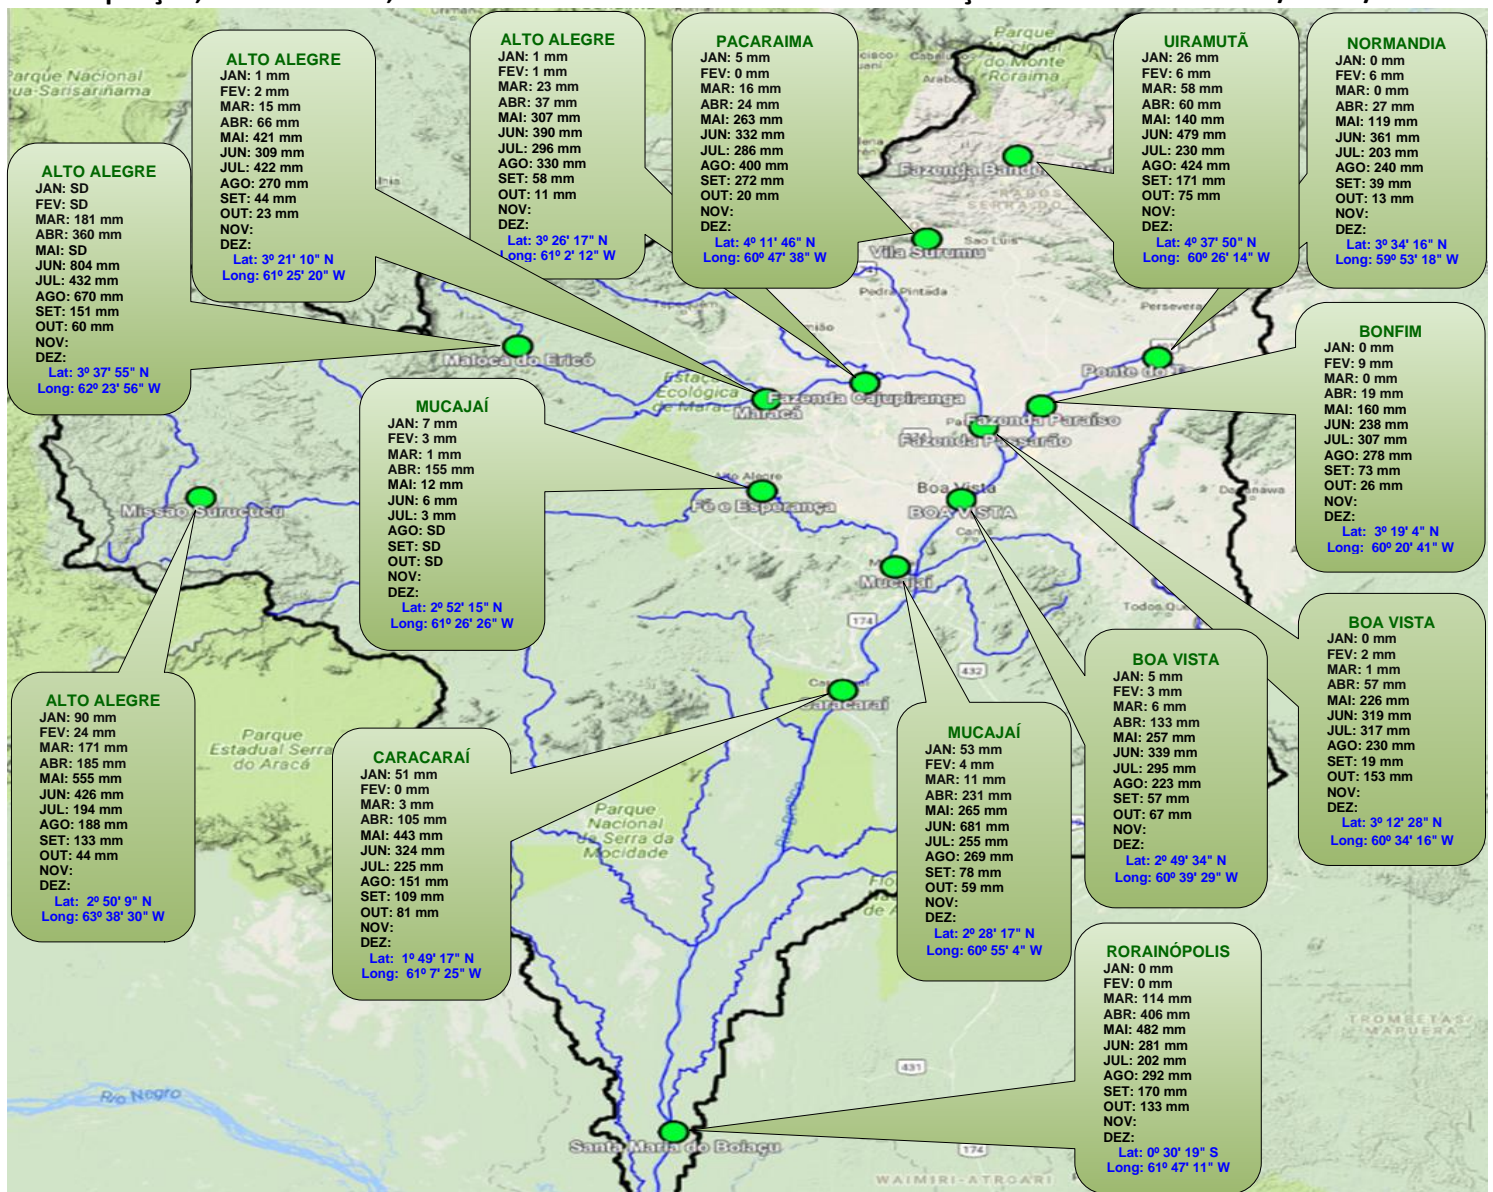 ALTO ALEGRE
JAN: 1 mm
FEV: 2 mm
MAR: 15 mm
ABR: 66 mm
MAI: 421 mm
JUN: 309 mm
JUL: 422 mm
AGO: 270 mm
SET: 44 mm
OUT: 23 mm
NOV:
DEZ:
Lat: 3º 21' 10" N
Long: 61º 25' 20" W
ALTO ALEGRE
JAN: 1 mm
FEV: 1 mm
MAR: 23 mm
ABR: 37 mm
MAI: 307 mm
JUN: 390 mm
JUL: 296 mm
AGO: 330 mm
SET: 58 mm
OUT: 11 mm
NOV:
DEZ:
Lat: 3º 26' 17" N
Long: 61º 2' 12" W
PACARAIMA
JAN: 5 mm
FEV: 0 mm
MAR: 16 mm
ABR: 24 mm
MAI: 263 mm
JUN: 332 mm
JUL: 286 mm
AGO: 400 mm
SET: 272 mm
OUT: 20 mm
NOV:
DEZ:
Lat: 4º 11' 46" N
Long: 60º 47' 38" W
UIRAMUTÃ
JAN: 26 mm
FEV: 6 mm
MAR: 58 mm
ABR: 60 mm
MAI: 140 mm
JUN: 479 mm
JUL: 230 mm
AGO: 424 mm
SET: 171 mm
OUT: 75 mm
NOV:
DEZ:
Lat: 4º 37' 50" N
Long: 60º 26' 14" W
NORMANDIA
JAN: 0 mm
FEV: 6 mm
MAR: 0 mm
ABR: 27 mm
MAI: 119 mm
JUN: 361 mm
JUL: 203 mm
AGO: 240 mm
SET: 39 mm
OUT: 13 mm
NOV:
DEZ:
Lat: 3º 34' 16" N
Long: 59º 53' 18" W
ALTO ALEGRE
JAN: SD
FEV: SD
MAR: 181 mm
ABR: 360 mm
MAI: SD
JUN: 804 mm
JUL: 432 mm
AGO: 670 mm
SET: 151 mm
OUT: 60 mm
NOV:
DEZ:
Lat: 3º 37' 55" N
Long: 62º 23' 56" W
BONFIM
JAN: 0 mm
FEV: 9 mm
MAR: 0 mm
ABR: 19 mm
MAI: 160 mm
JUN: 238 mm
JUL: 307 mm
AGO: 278 mm
SET: 73 mm
OUT: 26 mm
NOV:
DEZ:
Lat: 3º 19' 4" N
Long: 60º 20' 41" W
MUCAJAÍ
JAN: 7 mm
FEV: 3 mm
MAR: 1 mm
ABR: 155 mm
MAI: 12 mm
JUN: 6 mm
JUL: 3 mm
AGO: SD
SET: SD
OUT: SD
NOV:
DEZ:
Lat: 2º 52' 15" N
Long: 61º 26' 26" W
BOA VISTA
JAN: 0 mm
FEV: 2 mm
MAR: 1 mm
ABR: 57 mm
MAI: 226 mm
JUN: 319 mm
JUL: 317 mm
AGO: 230 mm
SET: 19 mm
OUT: 153 mm
NOV:
DEZ:
Lat: 3º 12' 28" N
Long: 60º 34' 16" W
BOA VISTA
JAN: 5 mm
FEV: 3 mm
MAR: 6 mm
ABR: 133 mm
MAI: 257 mm
JUN: 339 mm
JUL: 295 mm
AGO: 223 mm
SET: 57 mm
OUT: 67 mm
NOV:
DEZ:
Lat: 2º 49' 34" N
Long: 60º 39' 29" W
ALTO ALEGRE
JAN: 90 mm
FEV: 24 mm
MAR: 171 mm
ABR: 185 mm
MAI: 555 mm
JUN: 426 mm
JUL: 194 mm
AGO: 188 mm
SET: 133 mm
OUT: 44 mm
NOV:
DEZ:
Lat: 2º 50' 9" N
Long: 63º 38' 30" W
CARACARAÍ
JAN: 51 mm
FEV: 0 mm
MAR: 3 mm
ABR: 105 mm
MAI: 443 mm
JUN: 324 mm
JUL: 225 mm
AGO: 151 mm
SET: 109 mm
OUT: 81 mm
NOV:
DEZ:
Lat: 1º 49' 17" N
Long: 61º 7' 25" W
MUCAJAÍ
JAN: 53 mm
FEV: 4 mm
MAR: 11 mm
ABR: 231 mm
MAI: 265 mm
JUN: 681 mm
JUL: 255 mm
AGO: 269 mm
SET: 78 mm
OUT: 59 mm
NOV:
DEZ:
Lat: 2º 28' 17" N
Long: 60º 55' 4" W
RORAINÓPOLIS
JAN: 0 mm
FEV: 0 mm
MAR: 114 mm
ABR: 406 mm
MAI: 482 mm
JUN: 281 mm
JUL: 202 mm
AGO: 292 mm
SET: 170 mm
OUT: 133 mm
NOV:
DEZ:
Lat: 0º 30' 19" S
Long: 61º 47' 11" W
Parque
Nacional
do Monte
Roraima
Vila Surumu
Sao Luis
Pedra Pintada
Maloca do Ericó
Ponte do
Ecológica
Maracá
Fazenda Cajupiranga
Fazenda Paraíso
Fazenda Passarão
Alto Alegre
Fé e Esperança
Boa Vista
BOA VISTA
Missão Surucucu
Mucajaí
174
432
Caracaraí
Parque
Estadual Serra
do Aracá
Parque
Nacional
da Serra da
Mocidade
Rio Branco
Rio Negro
431
174
Santa Maria do Boiaçu
TROMBETAS/
MAPUERA
WAIMIRI-ATROARI